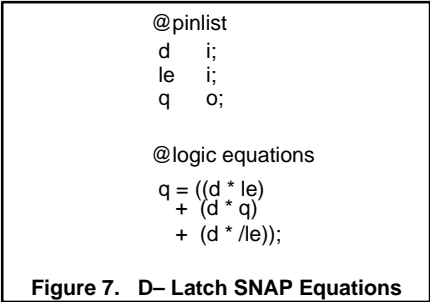 @pinlist
d i;
le i;
q o;
@logic equations
q = ((d * le)
+ (d * q)
+ (d * /le));
Figure 7. D– Latch SNAP Equations